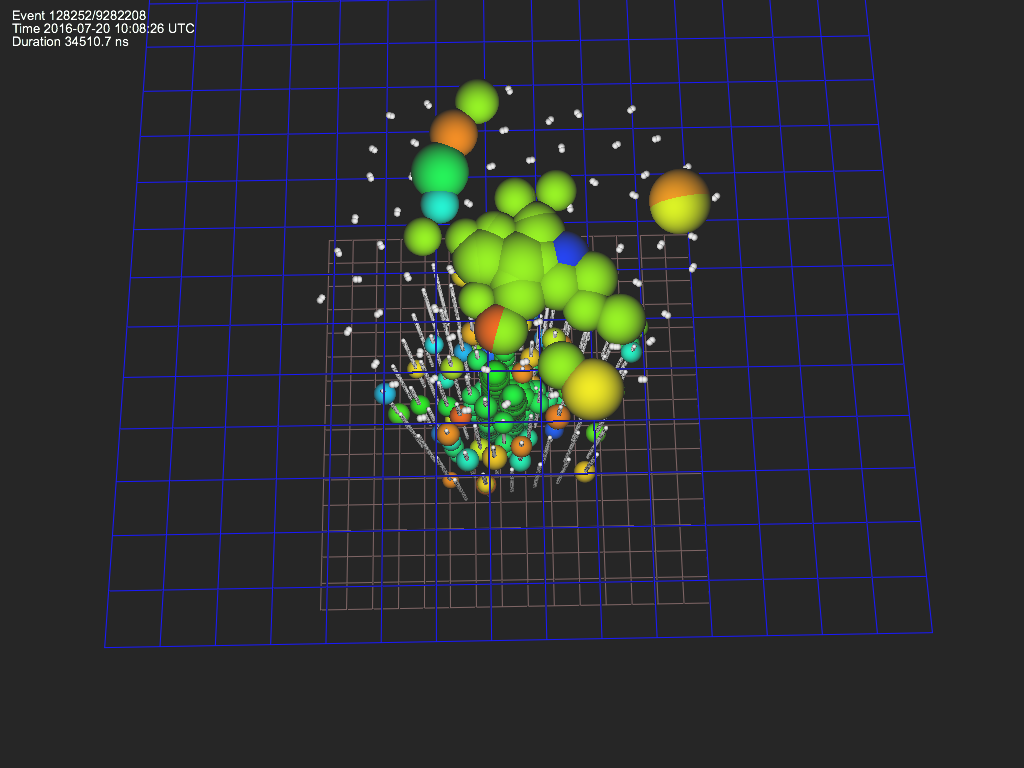 Event 128252/9282208
Time 2016-07-20 10:08:26 UTC
Duration 34510.7 ns